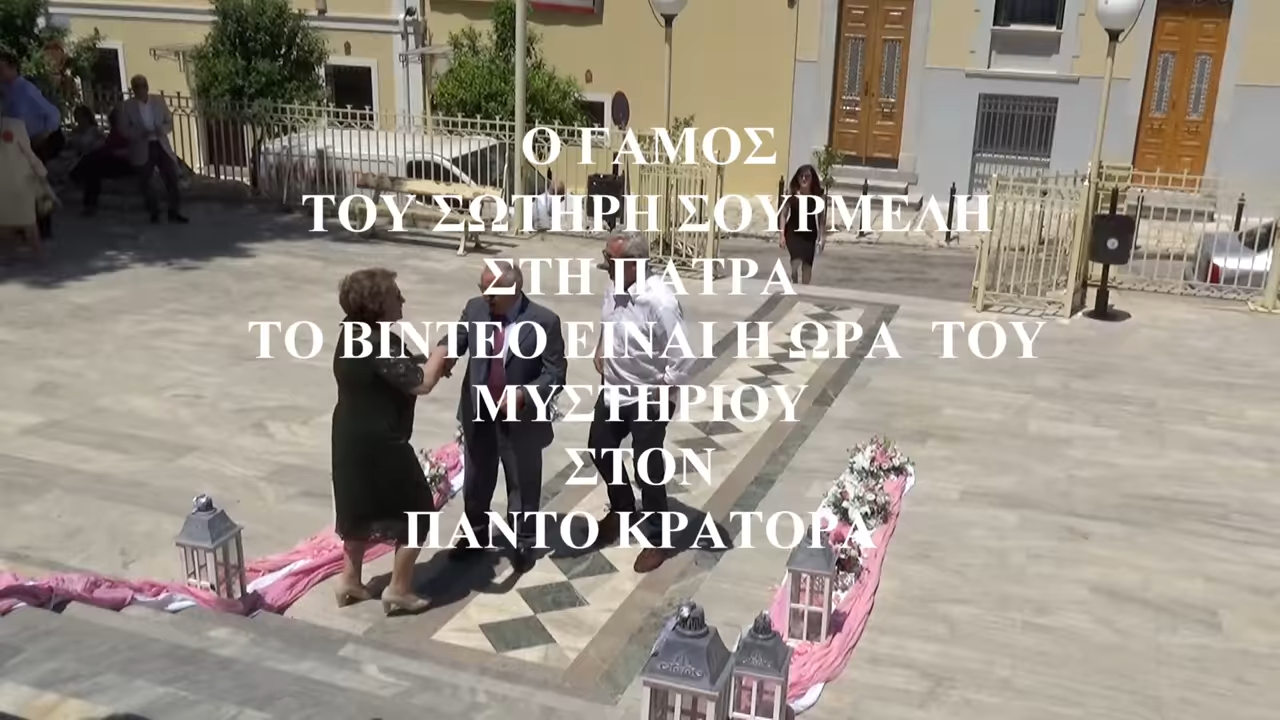 Ο ΓΑΜΟΣ
ΤΟΥ ΣΩΤΗΡΗ ΣΟΥΡΜΕΛΗ
ΣΤΗ ΠΑΤΡΑ
ΤΟ ΒΙΝΤΕΟ ΕΙΝΑΙ Η ΩΡΑ ΤΟΥ
ΜΥΣΤΗΡΙΟΥ
ΣΤΟΝ
ΠΑΝΤΟ ΚΡΑΤΟΡΑ